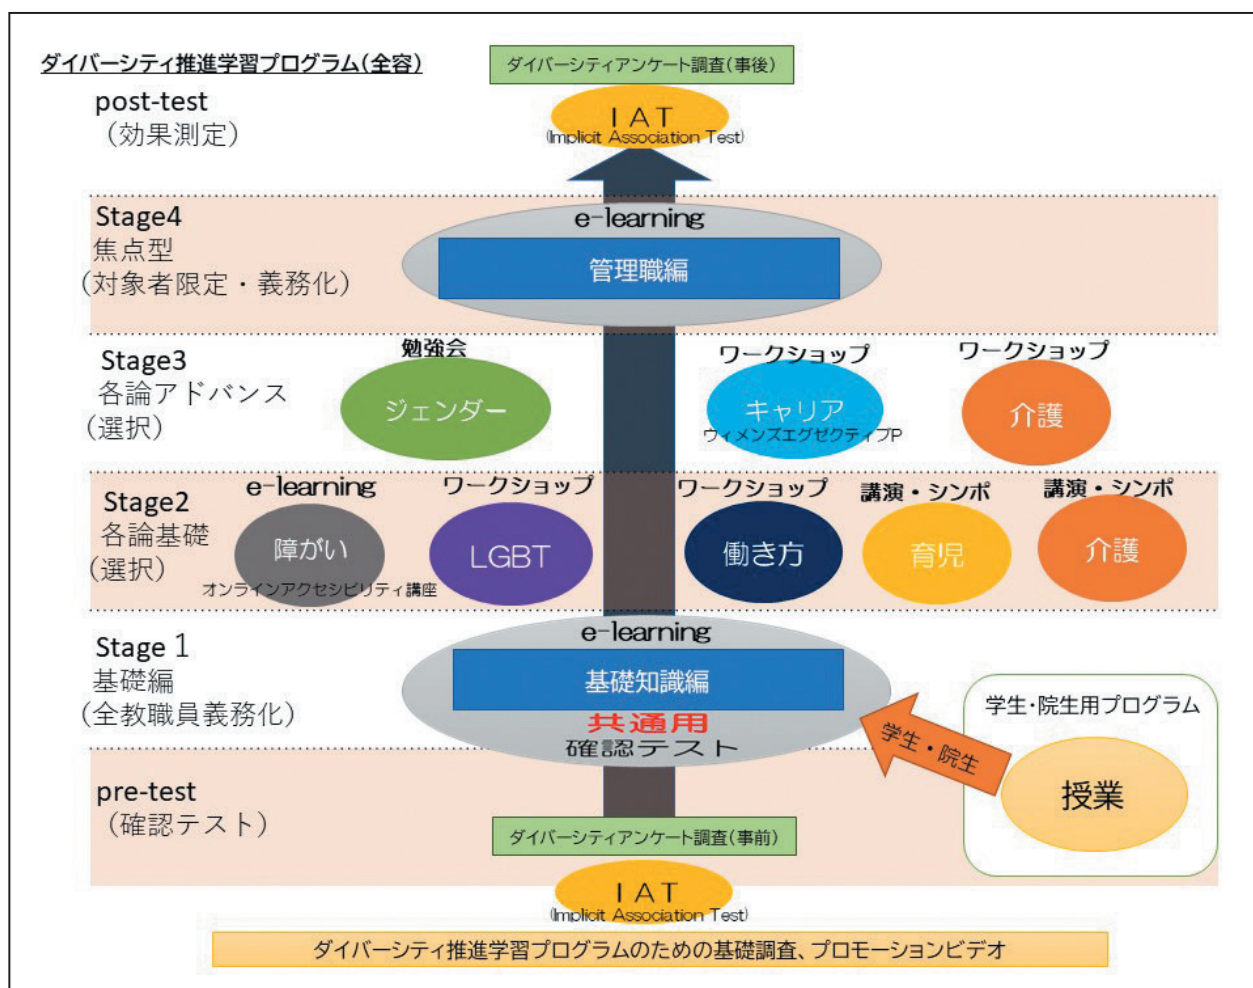 ダイバーシティ推進学習プログラム(全容)
ダイバーシティアンケート調査(事後)
post-test
(効果測定)
IAT
(Implicit Association Test)
Stage4
焦点型
(対象者限定・義務化)
e-learning
管理職編
Stage3
各論アドバンス
(選択)
勉強会
ジェンダー
ワークショップ
キャリア
ウィメンズエグゼクティブP
ワークショップ
介護
Stage2
各論基礎
(選択)
e-learning
障がい
オンラインアクセシビリティ講座
ワークショップ
LGBT
ワークショップ
働き方
講演・シンポ
育児
講演・シンポ
介護
Stage 1
基礎編
(全教職員義務化)
e-learning
基礎知識編
共通用
確認テスト
学生・院生用プログラム
学生・院生
授業
pre-test
(確認テスト)
ダイバーシティアンケート調査(事前)
IAT
(Implicit Association Test)
ダイバーシティ推進学習プログラムのための基礎調査、プロモーションビデオ